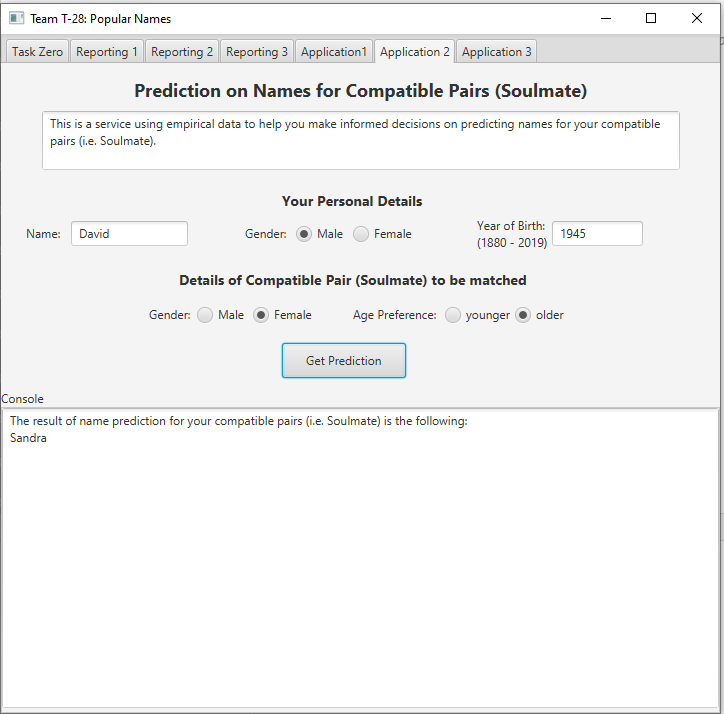 Team T-28: Popular Names
Task Zero Reporting 1 Reporting 2 Reporting 3 Application1 Application 2 Application 3
Prediction on Names for Compatible Pairs (Soulmate)
This is a service using empirical data to help you make informed decisions on predicting names for your compatible
pairs (i.e. Soulmate).
Your Personal Details
Name: David Gender: Male Female Year of Birth:
(1880 - 2019) 1945
Details of Compatible Pair (Soulmate) to be matched
Gender: Male Female Age Preference: younger older
Get Prediction
Console
The result of name prediction for your compatible pairs (i.e. Soulmate) is the following:
Sandra